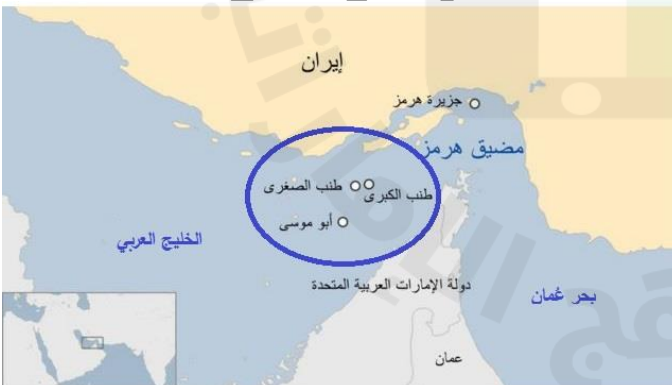 إيران
جزيرة هرمز
مضيق هرمز
طنب الصغرى
طنب الكبرى
أبو موسى
الخليج العربي
دولة الإمارات العربية المتحدة
بحر عُمان
عمان